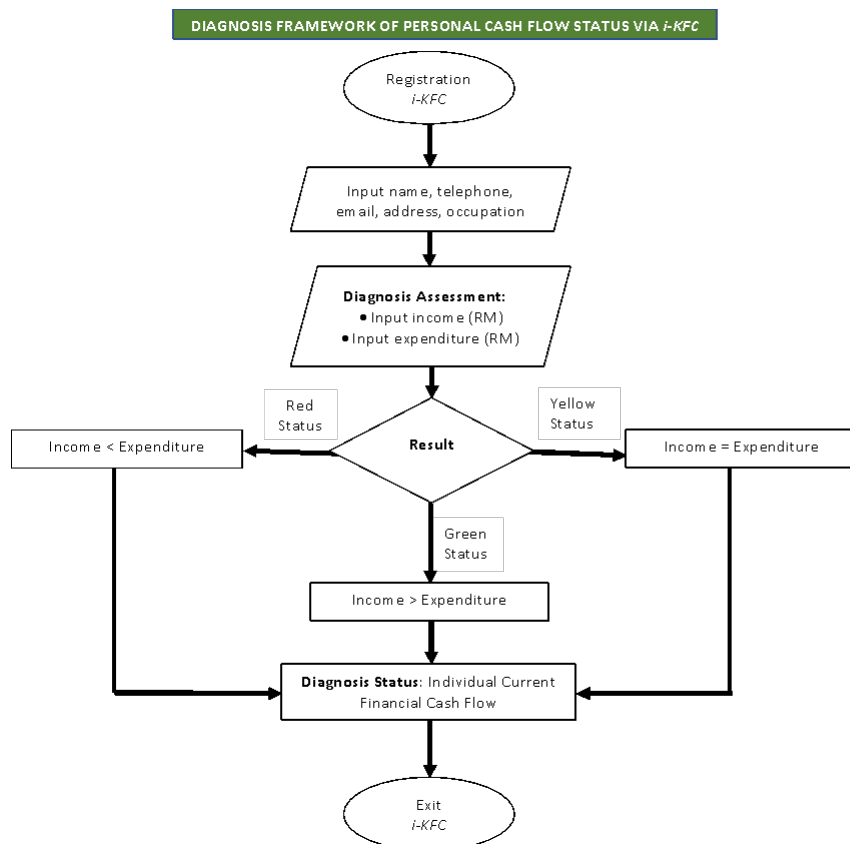 DIAGNOSIS FRAMEWORK OF PERSONAL CASH FLOW STATUS VIA i-KFC
Registration
i-KFC
Input name, telephone,
email, address, occupation
Diagnosis Assessment:
• Input income (RM)
• Input expenditure (RM)
Red
Status
Yellow
Status
Income < Expenditure
Result
Income = Expenditure
Green
Status
Income > Expenditure
Diagnosis Status: Individual Current
Financial Cash Flow
Exit
i-KFC